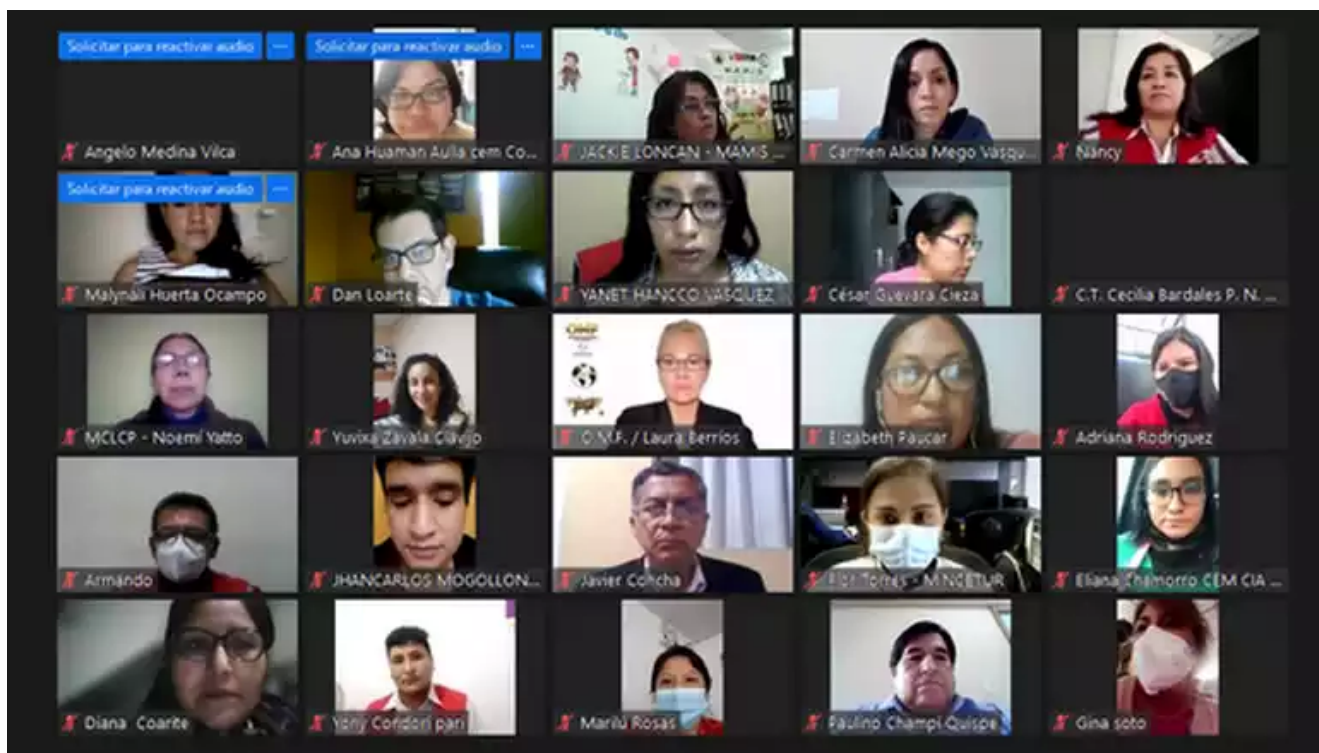 Solicitar para reactivar audio ...
Solicitar para reactivar audio ...
Angelo Medina Vilca
Ana Huaman Aulla cem Co...
JACKIE LONCAN - MAMIS ...
Carmen Alicia Mego Vasqu...
Nancy
Solicitar para reactivar audio ...
Malynali Huerta Ocampo
Dan Loarte
YANET HANCCO VASQUEZ
César Guevara Cieza
C.T. Cecilia Bardales P. N. ...
MCLCP - Noemí Yatto
Yuvixa Zavala Clavijo
O.M.F. / Laura Berrios
Elizabeth Paucar
Adriana Rodriguez
Armando
JHANCARLOS MOGOLLON...
Javier Concha
Flor Torres - MINCETUR
Eliana Chamorro CEM CIA ...
Diana Coarite
Yony Condori pari
Marilú Rosas
Paulino Champi Quispe
Gina soto